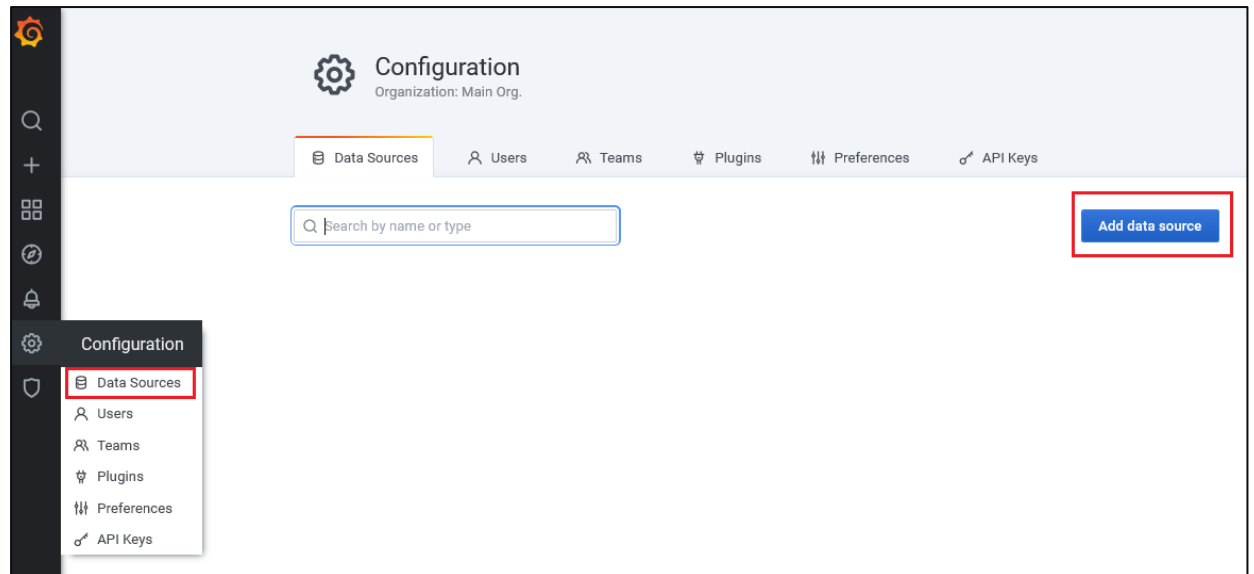 Configuration
Organization: Main Org.
Data Sources Users Teams Plugins Preferences API Keys
Search by name or type
Add data source
Configuration
Data Sources
Users
Teams
Plugins
Preferences
API Keys